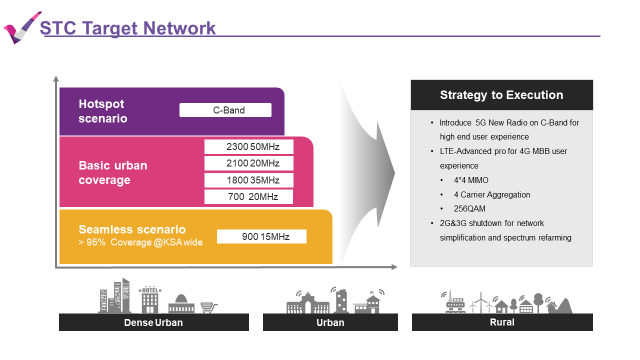 STC Target Network
Hotspot
scenario
C-Band
Basic urban
coverage
2300 50MHz
2100 20MHz
1800 35MHz
700 20MHz
Seamless scenario
> 95% Coverage @KSA wide
900 15MHz
Strategy to Execution
• Introduce 5G New Radio on C-Band for
high end user experience
• LTE-Advanced pro for 4G MBB user
experience
• 4*4 MIMO
• 4 Carrier Aggregation
• 256QAM
• 2G&3G shutdown for network
simplification and spectrum refarming
HOTEL
Dense Urban
Urban
Rural